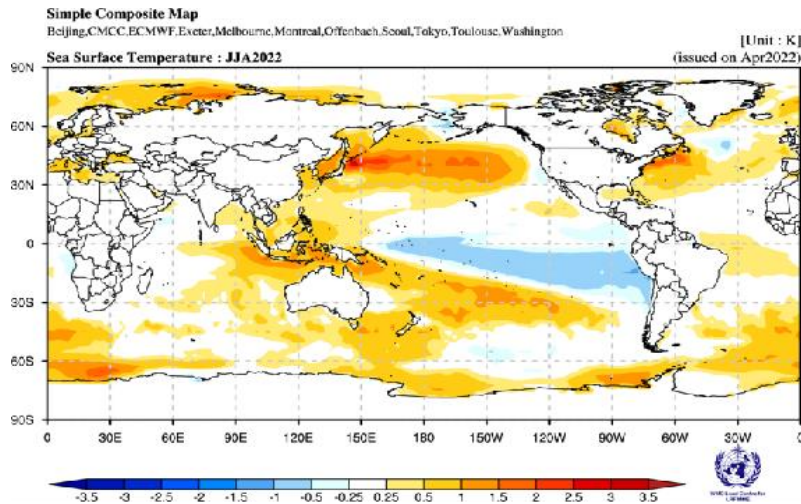 Simple Composite Map
Beijing,CMCC,ECMWF,Exeter,Melbourne,Montreal,Offenbach,Seoul,Tokyo,Toulouse,Washington
[Unit : K]
Sea Surface Temperature : JJA2022
(issued on Apr2022)
90N
60N
30N
0
30S
60S
90S
0 30E 60E 90E 120E 150E 180 150W 120W 90W 60W 30W 0
-3.5 -3 -2.5 -2 -1.5 -1 -0.5 -0.25 0.25 0.5 1 1.5 2 2.5 3 3.5